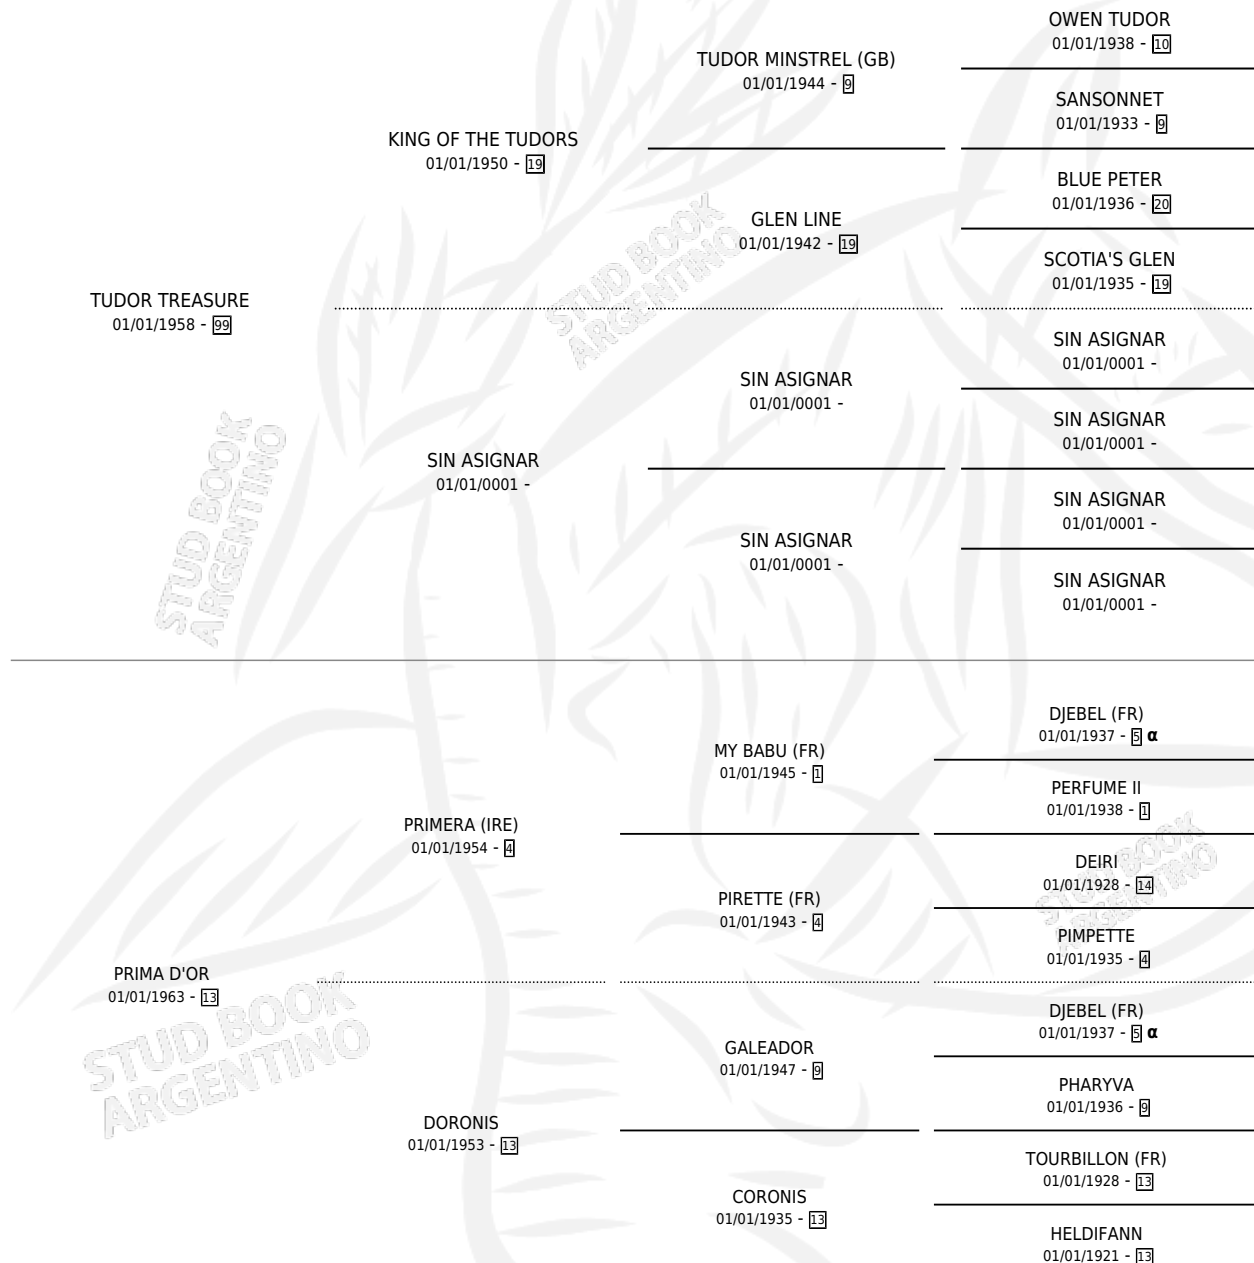 OWEN TUDOR
01/01/1938 - 10
TUDOR MINSTREL (GB)
01/01/1944 - 9
SANSONNET
01/01/1933 - 9
KING OF THE TUDORS
01/01/1950 - 19
BLUE PETER
01/01/1936 - 20
GLEN LINE
01/01/1942 - 19
SCOTIA'S GLEN
01/01/1935 - 19
TUDOR TREASURE
01/01/1958 - 99
SIN ASIGNAR
01/01/0001 -
SIN ASIGNAR
01/01/0001 -
SIN ASIGNAR
01/01/0001 -
SIN ASIGNAR
01/01/0001 -
SIN ASIGNAR
01/01/0001 -
SIN ASIGNAR
01/01/0001 -
SIN ASIGNAR
01/01/0001 -
STUD BOOK
ARGENTINO
STUD BOOK
ARGENTINO
DJEBEL (FR)
01/01/1937 - 5 α
MY BABU (FR)
01/01/1945 - 1
PERFUME II
01/01/1938 - 1
PRIMERA (IRE)
01/01/1954 - 4
DEIRI
01/01/1928 - 14
PIRETTE (FR)
01/01/1943 - 4
PIMPETTE
01/01/1935 - 4
STUD BOOK
ARGENTINO
PRIMA D'OR
01/01/1963 - 13
DJEBEL (FR)
01/01/1937 - 5 α
GALEADOR
01/01/1947 - 9
PHARYVA
01/01/1936 - 9
STUD BOOK
ARGENTINO
DORONIS
01/01/1953 - 13
TOURBILLON (FR)
01/01/1928 - 13
CORONIS
01/01/1935 - 13
HELDIFANN
01/01/1921 - 13